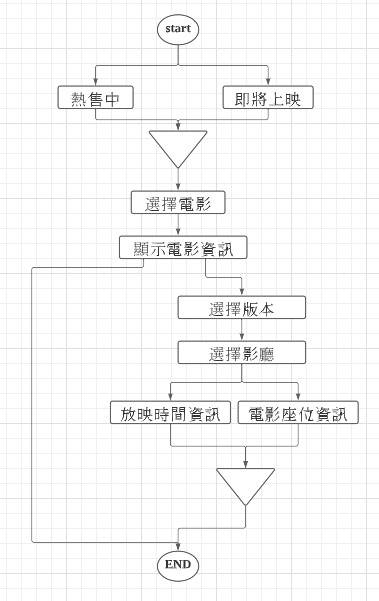 start
熱售中
即將上映
選擇電影
顯示電影資訊
選擇版本
選擇影廳
放映時間資訊
電影座位資訊
END